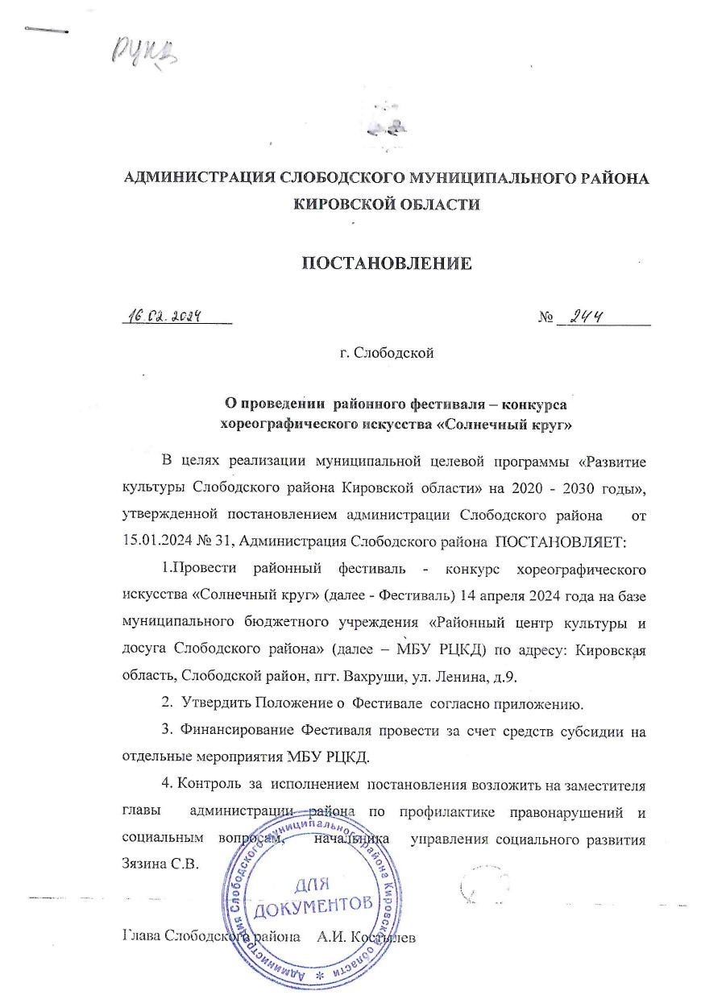 рукд
АДМИНИСТРАЦИЯ СЛОБОДСКОГО МУНИЦИПАЛЬНОГО РАЙОНА
КИРОВСКОЙ ОБЛАСТИ
ПОСТАНОВЛЕНИЕ
16.02.2024 № 244
г. Слободской
О проведении районного фестиваля – конкурса
хореографического искусства «Солнечный круг»
В целях реализации муниципальной целевой программы «Развитие
культуры Слободского района Кировской области» на 2020 - 2030 годы»,
утвержденной постановлением администрации Слободского района от
15.01.2024 № 31, Администрация Слободского района ПОСТАНОВЛЯЕТ:
1.Провести районный фестиваль - конкурс хореографического
искусства «Солнечный круг» (далее - Фестиваль) 14 апреля 2024 года на базе
муниципального бюджетного учреждения «Районный центр культуры и
досуга Слободского района» (далее – МБУ РЦКД) по адресу: Кировская
область, Слободской район, пгт. Вахруши, ул. Ленина, д.9.
2. Утвердить Положение о Фестивале согласно приложению.
3. Финансирование Фестиваля провести за счет средств субсидии на
отдельные мероприятия МБУ РЦКД.
4. Контроль за исполнением постановления возложить на заместителя
главы администрации района по профилактике правонарушений и
социальным вопросам, начальника управления социального развития
Зязина С.В.
Администрация Слободского муниципального района Кировской области *
ДЛЯ
ДОКУМЕНТОВ
Глава Слободского района А.И. Костылев